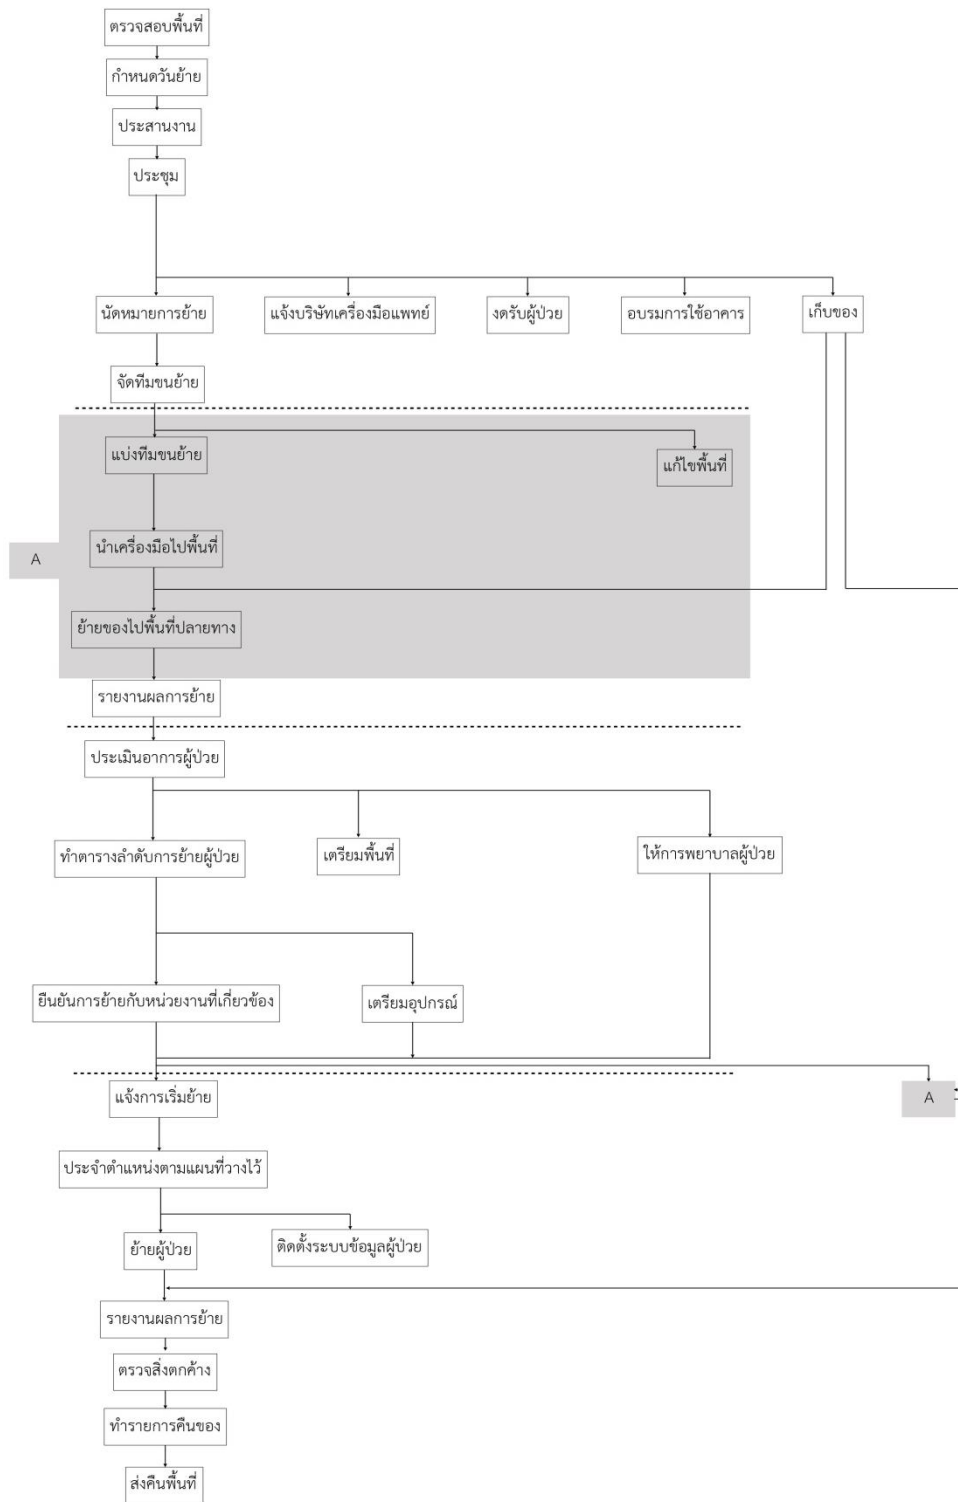 ตรวจสอบพื้นที่
กำหนดวันย้าย
ประสานงาน
ประชุม
นัดหมายการย้าย
แจ้งบริษัทเครื่องมือแพทย์
งดรับผู้ป่วย
อบรมการใช้อาคาร
เก็บของ
จัดทีมขนย้าย
แบ่งทีมขนย้าย
แก้ไขพื้นที่
นำเครื่องมือไปพื้นที่
A
ย้ายของไปพื้นที่ปลายทาง
รายงานผลการย้าย
ประเมินอาการผู้ป่วย
ทำตารางลำดับการย้ายผู้ป่วย
เตรียมพื้นที่
ให้การพยาบาลผู้ป่วย
ยืนยันการย้ายกับหน่วยงานที่เกี่ยวข้อง
เตรียมอุปกรณ์
แจ้งการเริ่มย้าย
A
ประจำตำแหน่งตามแผนที่วางไว้
ย้ายผู้ป่วย
ติดตั้งระบบข้อมูลผู้ป่วย
รายงานผลการย้าย
ตรวจสิ่งตกค้าง
ทำรายการคืนของ
ส่งคืนพื้นที่